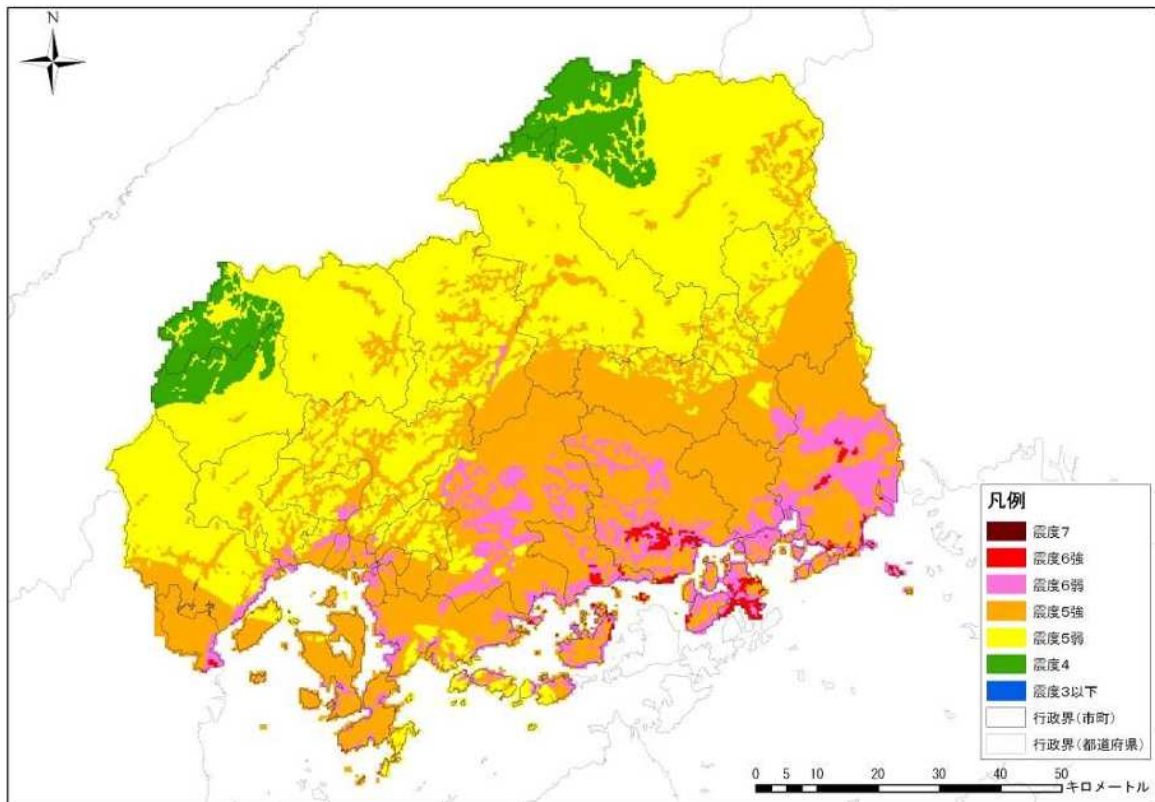 N
凡例
震度7
震度6強
震度6弱
震度5強
震度5弱
震度4
震度3以下
行政界(市町)
行政界(都道府県)
0 5 10 20 30 40 50
キロメートル